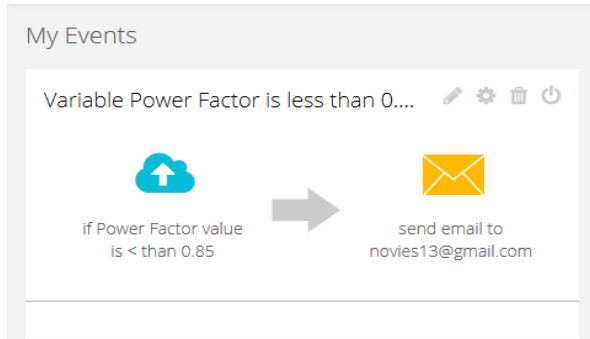 My Events
Variable Power Factor is less than 0....
if Power Factor value
is < than 0.85
send email to
novies13@gmail.com